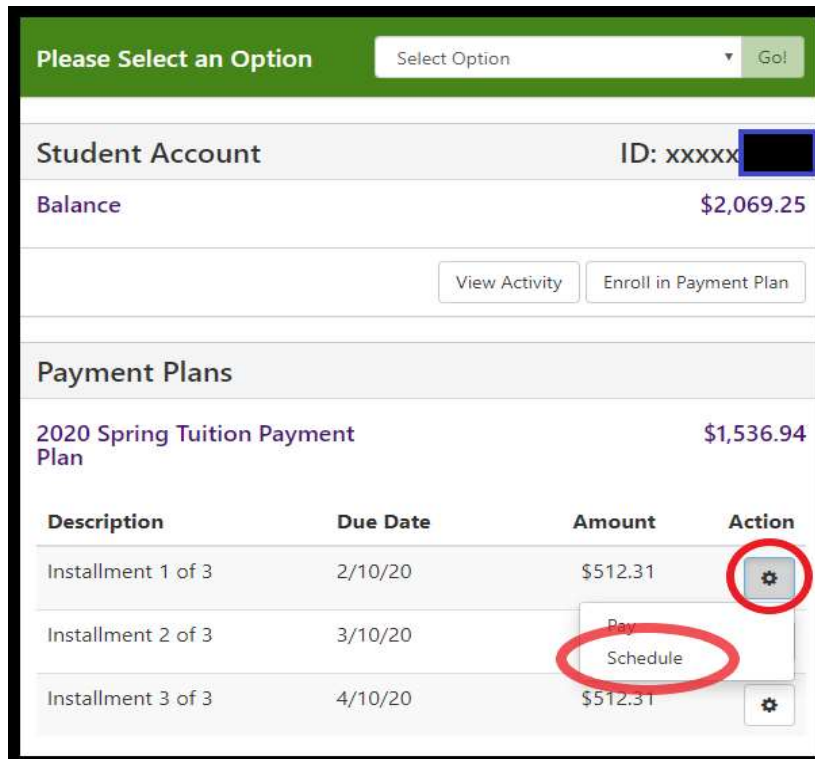 Please Select an Option Select Option Go!
Student Account ID: xxxxx
Balance $2,069.25
View Activity Enroll in Payment Plan
Payment Plans
2020 Spring Tuition Payment $1,536.94
Plan
Description Due Date Amount Action
Installment 1 of 3 2/10/20 $512.31
Pay
Installment 2 of 3 3/10/20
Schedule
Installment 3 of 3 4/10/20 $512.31